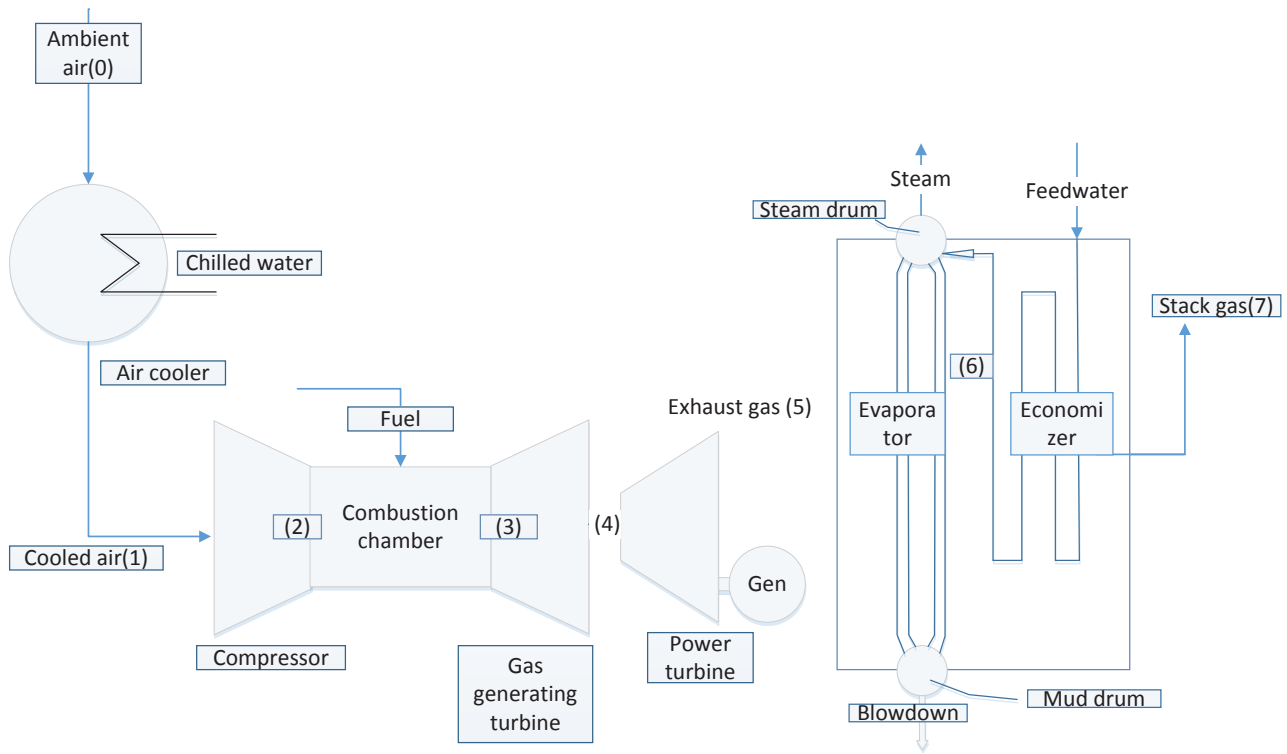 Ambient
air(0)
Steam
Feedwater
Steam drum
Chilled water
Stack gas(7)
Air cooler
(6)
Exhaust gas (5)
Evapora
tor
Economi
zer
Fuel
(2)
Combustion
chamber
(3)
(4)
Cooled air(1)
Gen
Compressor
Gas
generating
turbine
Power
turbine
Mud drum
Blowdown